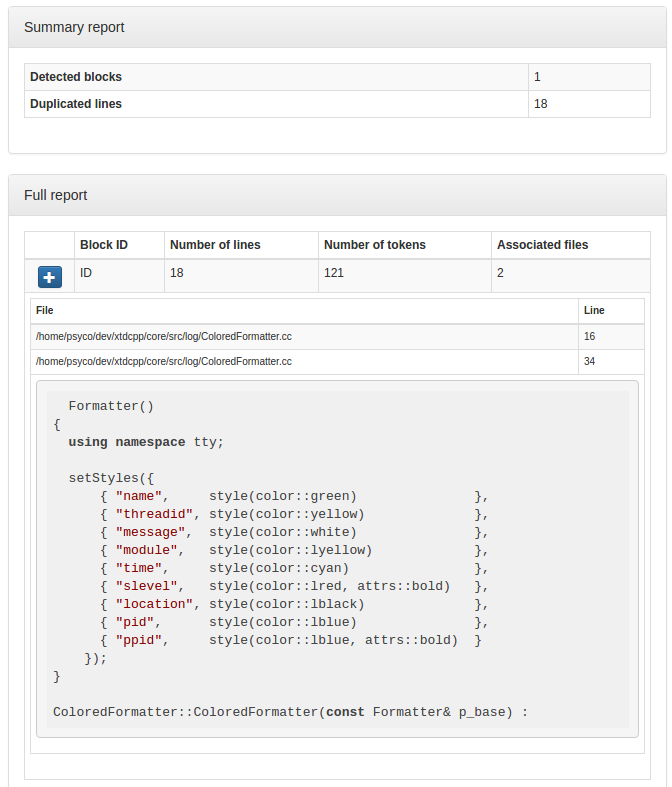 Summary report
Detected blocks 1
Duplicated lines 18
Full report
Block ID Number of lines Number of tokens Associated files
ID 18 121 2
File Line
/home/psyco/dev/xtdcpp/core/src/log/ColoredFormatter.cc 16
/home/psyco/dev/xtdcpp/core/src/log/ColoredFormatter.cc 34
  Formatter()
{
  using namespace tty;
  setStyles({
      { "name",     style(color::green)               },
      { "threadid", style(color::yellow)              },
      { "message",  style(color::white)               },
      { "module",   style(color::lyellow)             },
      { "time",     style(color::cyan)                },
      { "slevel",   style(color::lred, attrs::bold)   },
      { "location", style(color::lblack)              },
      { "pid",      style(color::lblue)               },
      { "ppid",     style(color::lblue, attrs::bold)  }
    });
}
ColoredFormatter::ColoredFormatter(const Formatter& p_base) :